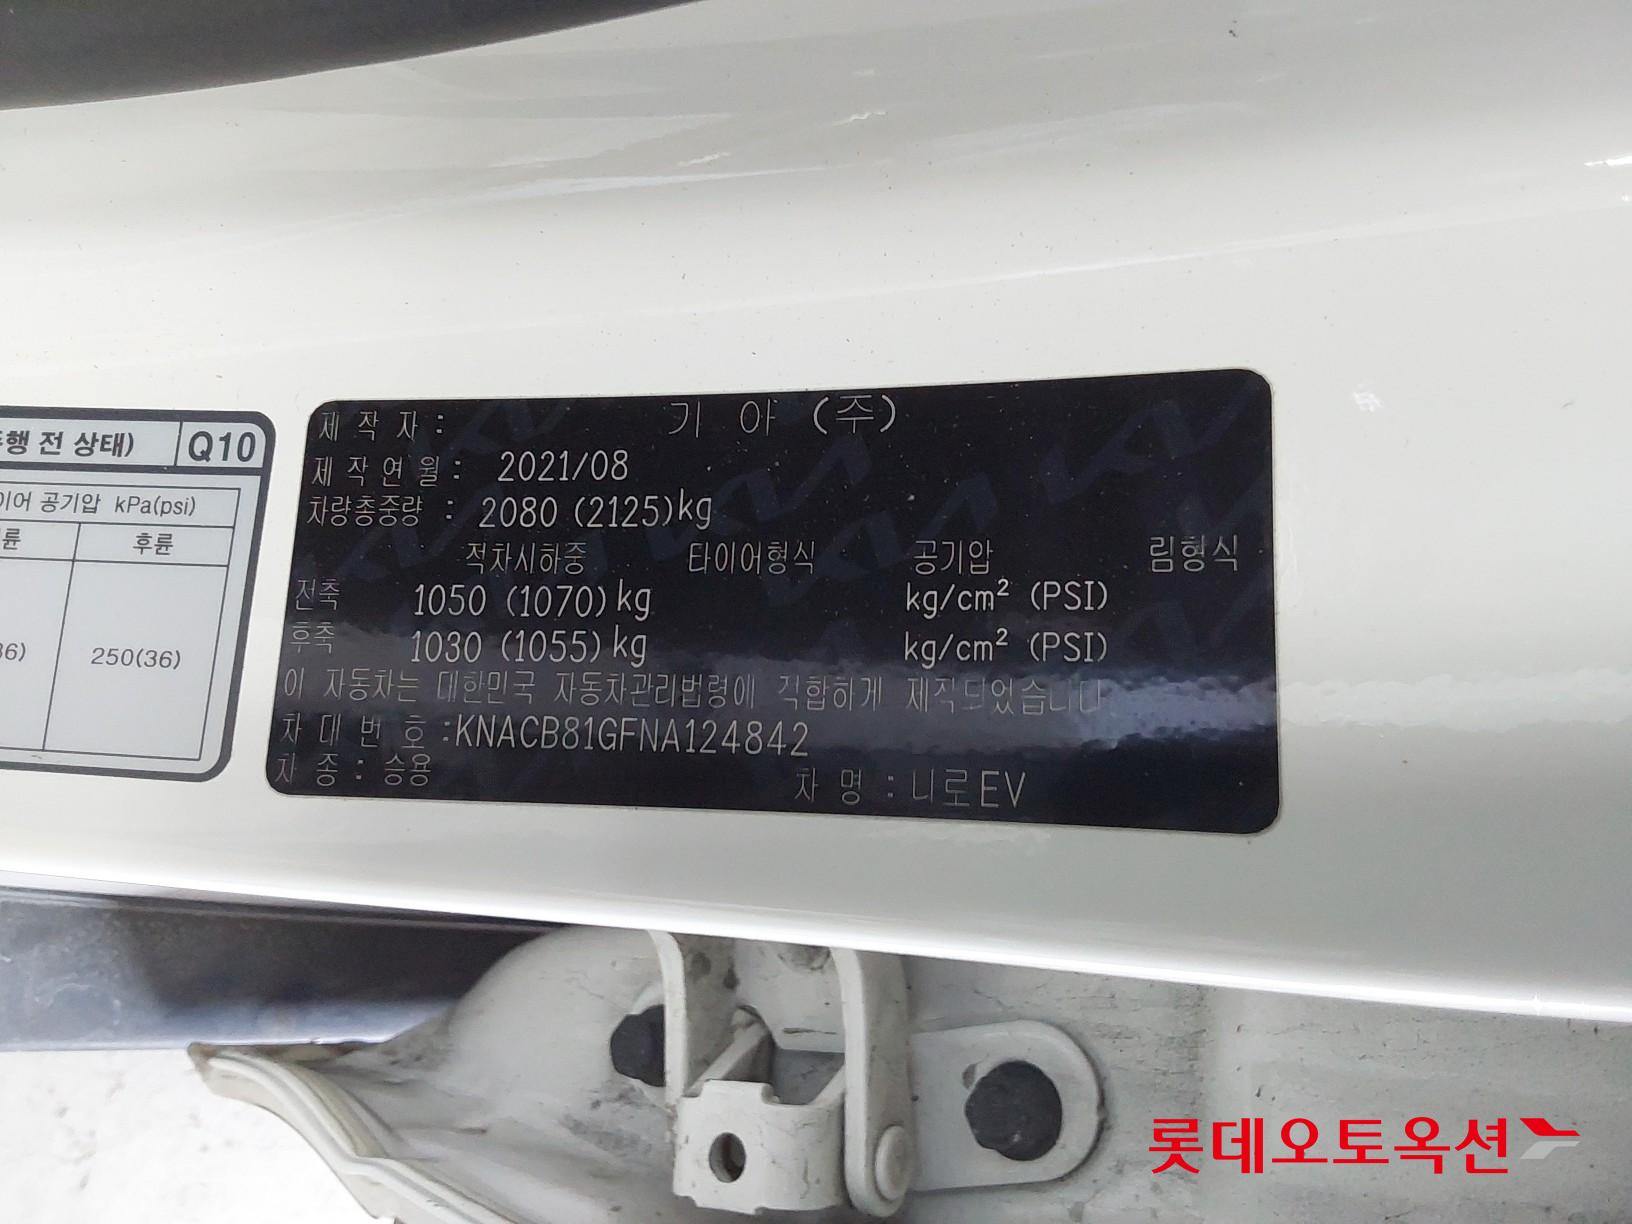 행 전 상태) Q10
이어 공기압 kPa(psi)
륜 후륜
36) 250(36)
제 작 자 : 기 아 (주)
제 작 연 월 : 2021/08
차량총중량 : 2080 (2125)kg
적차시하중 타이어형식 공기압 림형식
전축 1050 (1070)kg kg/cm² (PSI)
후축 1030 (1055)kg kg/cm² (PSI)
이 자동차는 대한민국 자동차관리법령에 적합하게 제작되었습니다
차 대 번 호 :KNACB81GFNA124842
차 종 : 승용 차 명 : 니로EV
롯데오토옥션